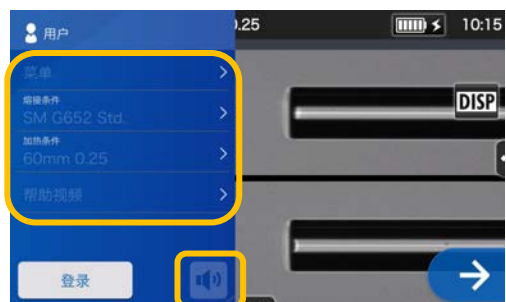 用户
.25
10:15
菜单
熔接条件
SM G652 Std.
DISP
加热条件
60mm 0.25
帮助视频
登录